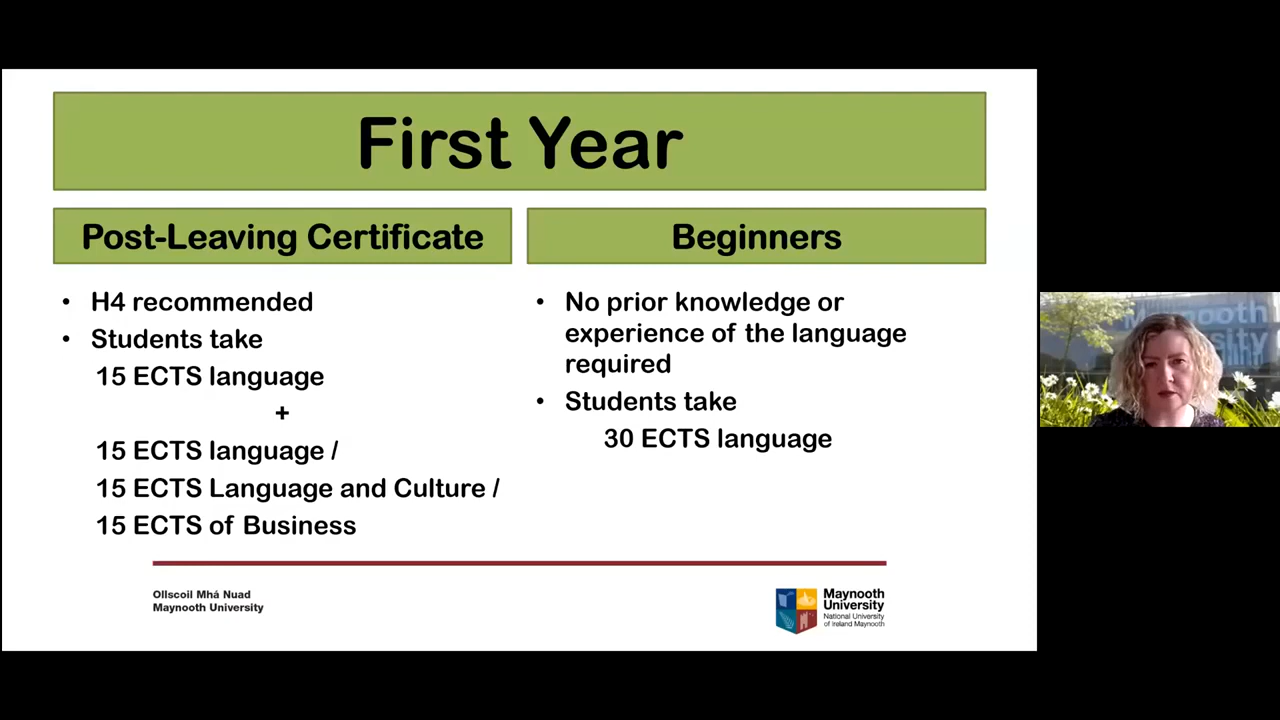 First Year
Post-Leaving Certificate
• H4 recommended
• Students take
15 ECTS language
+
15 ECTS language /
15 ECTS Language and Culture /
15 ECTS of Business
Beginners
• No prior knowledge or
experience of the language
required
• Students take
30 ECTS language
Ollscoil Mhá Nuad
Maynooth University
Maynooth
University
National University
of Ireland Maynooth
Maynooth